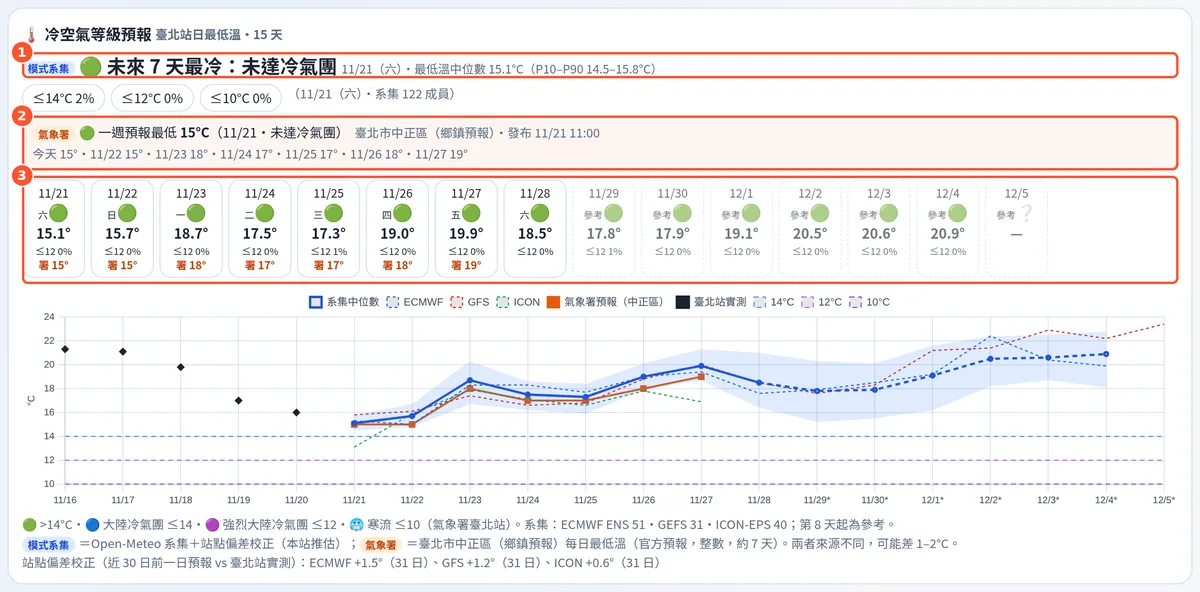 🌡️ 冷空氣等級預報 臺北站日最低溫・15 天
1
模式系集 🟢 未來 7 天最冷：未達冷氣團 11/21（六）・最低溫中位數 15.1°C（P10–P90 14.5–15.8°C）
≤14°C 2% ≤12°C 0% ≤10°C 0% （11/21（六）・系集 122 成員）
2
氣象署 🟢 一週預報最低 15°C（11/21・未達冷氣團） 臺北市中正區（鄉鎮預報）・發布 11/21 11:00
今天 15°・11/22 15°・11/23 18°・11/24 17°・11/25 17°・11/26 18°・11/27 19°
3
11/21 11/22 11/23 11/24 11/25 11/26 11/27 11/28 11/29 11/30 12/1 12/2 12/3 12/4 12/5
六🟢 日🟢 一🟢 二🟢 三🟢 四🟢 五🟢 六🟢 參考🟢 參考🟢 參考🟢 參考🟢 參考🟢 參考🟢 參考❔
15.1° 15.7° 18.7° 17.5° 17.3° 19.0° 19.9° 18.5° 17.8° 17.9° 19.1° 20.5° 20.6° 20.9° —
≤12 0% ≤12 0% ≤12 0% ≤12 0% ≤12 1% ≤12 0% ≤12 0% ≤12 0% ≤12 1% ≤12 0% ≤12 0% ≤12 0% ≤12 0% ≤12 0%
署 15° 署 15° 署 18° 署 17° 署 17° 署 18° 署 19°
系集中位數 ECMWF GFS ICON 氣象署預報（中正區） 臺北站實測 14°C 12°C 10°C
°C
24
22
20
18
16
14
12
10
11/16 11/17 11/18 11/19 11/20 11/21 11/22 11/23 11/24 11/25 11/26 11/27 11/28 11/29* 11/30* 12/1* 12/2* 12/3* 12/4* 12/5*
🟢 >14°C・🔵 大陸冷氣團 ≤14・🟣 強烈大陸冷氣團 ≤12・🥶 寒流 ≤10（氣象署臺北站）。系集：ECMWF ENS 51・GEFS 31・ICON-EPS 40；第 8 天起為參考。
模式系集 ＝Open-Meteo 系集＋站點偏差校正（本站推估）； 氣象署 ＝臺北市中正區（鄉鎮預報）每日最低溫（官方預報，整數，約 7 天）。兩者來源不同，可能差 1–2°C。
站點偏差校正（近 30 日前一日預報 vs 臺北站實測）：ECMWF +1.5°（31 日）、GFS +1.2°（31 日）、ICON +0.6°（31 日）